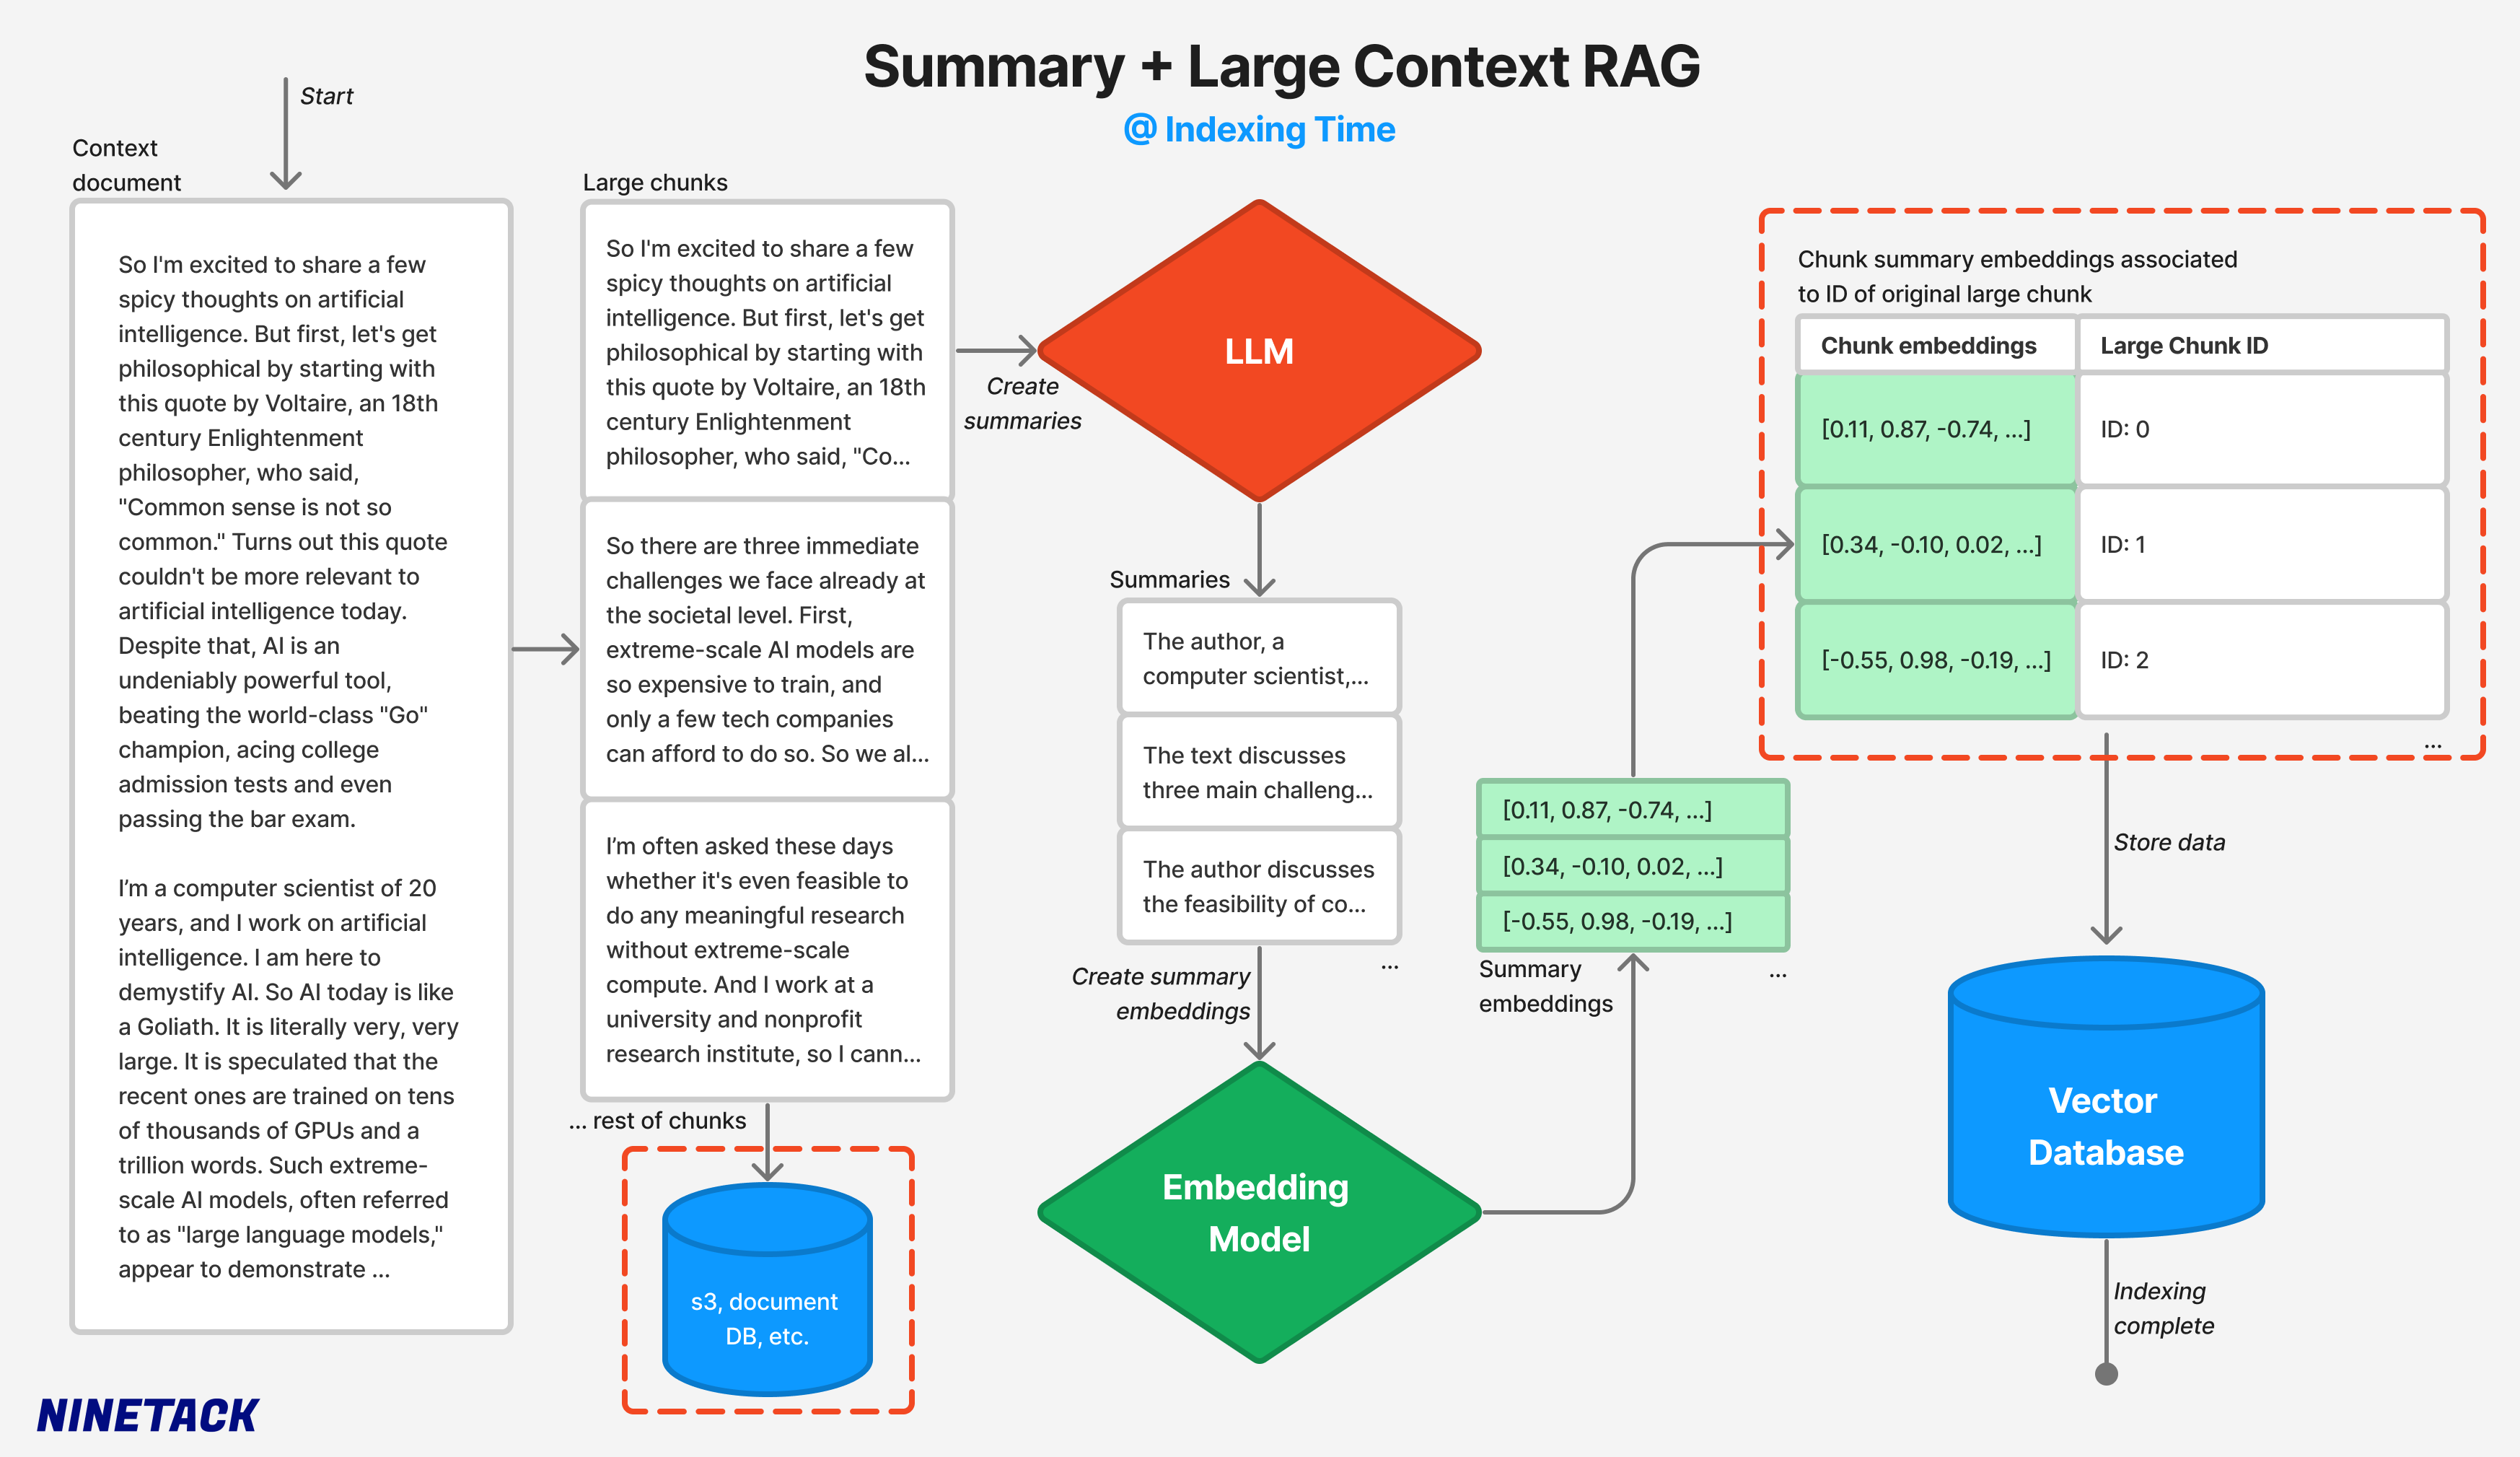 Summary + Large Context RAG
@ Indexing Time
Start
Context
document
So I'm excited to share a few
spicy thoughts on artificial
intelligence. But first, let's get
philosophical by starting with
this quote by Voltaire, an 18th
century Enlightenment
philosopher, who said,
"Common sense is not so
common." Turns out this quote
couldn't be more relevant to
artificial intelligence today.
Despite that, AI is an
undeniably powerful tool,
beating the world-class "Go"
champion, acing college
admission tests and even
passing the bar exam.
I’m a computer scientist of 20
years, and I work on artificial
intelligence. I am here to
demystify AI. So AI today is like
a Goliath. It is literally very, very
large. It is speculated that the
recent ones are trained on tens
of thousands of GPUs and a
trillion words. Such extreme-
scale AI models, often referred
to as "large language models,"
appear to demonstrate ...
Large chunks
So I'm excited to share a few
spicy thoughts on artificial
intelligence. But first, let's get
philosophical by starting with
this quote by Voltaire, an 18th
century Enlightenment
philosopher, who said, "Co...
So there are three immediate
challenges we face already at
the societal level. First,
extreme-scale AI models are
so expensive to train, and
only a few tech companies
can afford to do so. So we al...
I’m often asked these days
whether it's even feasible to
do any meaningful research
without extreme-scale
compute. And I work at a
university and nonprofit
research institute, so I cann...
... rest of chunks
s3, document
DB, etc.
Create
summaries
LLM
Summaries
The author, a
computer scientist,...
The text discusses
three main challeng...
The author discusses
the feasibility of co...
...
Create summary
embeddings
Embedding
Model
[0.11, 0.87, -0.74, ...]
[0.34, -0.10, 0.02, ...]
[-0.55, 0.98, -0.19, ...]
Summary
embeddings
...
Chunk summary embeddings associated
to ID of original large chunk
Chunk embeddings
Large Chunk ID
[0.11, 0.87, -0.74, ...]
ID: 0
[0.34, -0.10, 0.02, ...]
ID: 1
[-0.55, 0.98, -0.19, ...]
ID: 2
...
Store data
Vector
Database
Indexing
complete
NINETACK